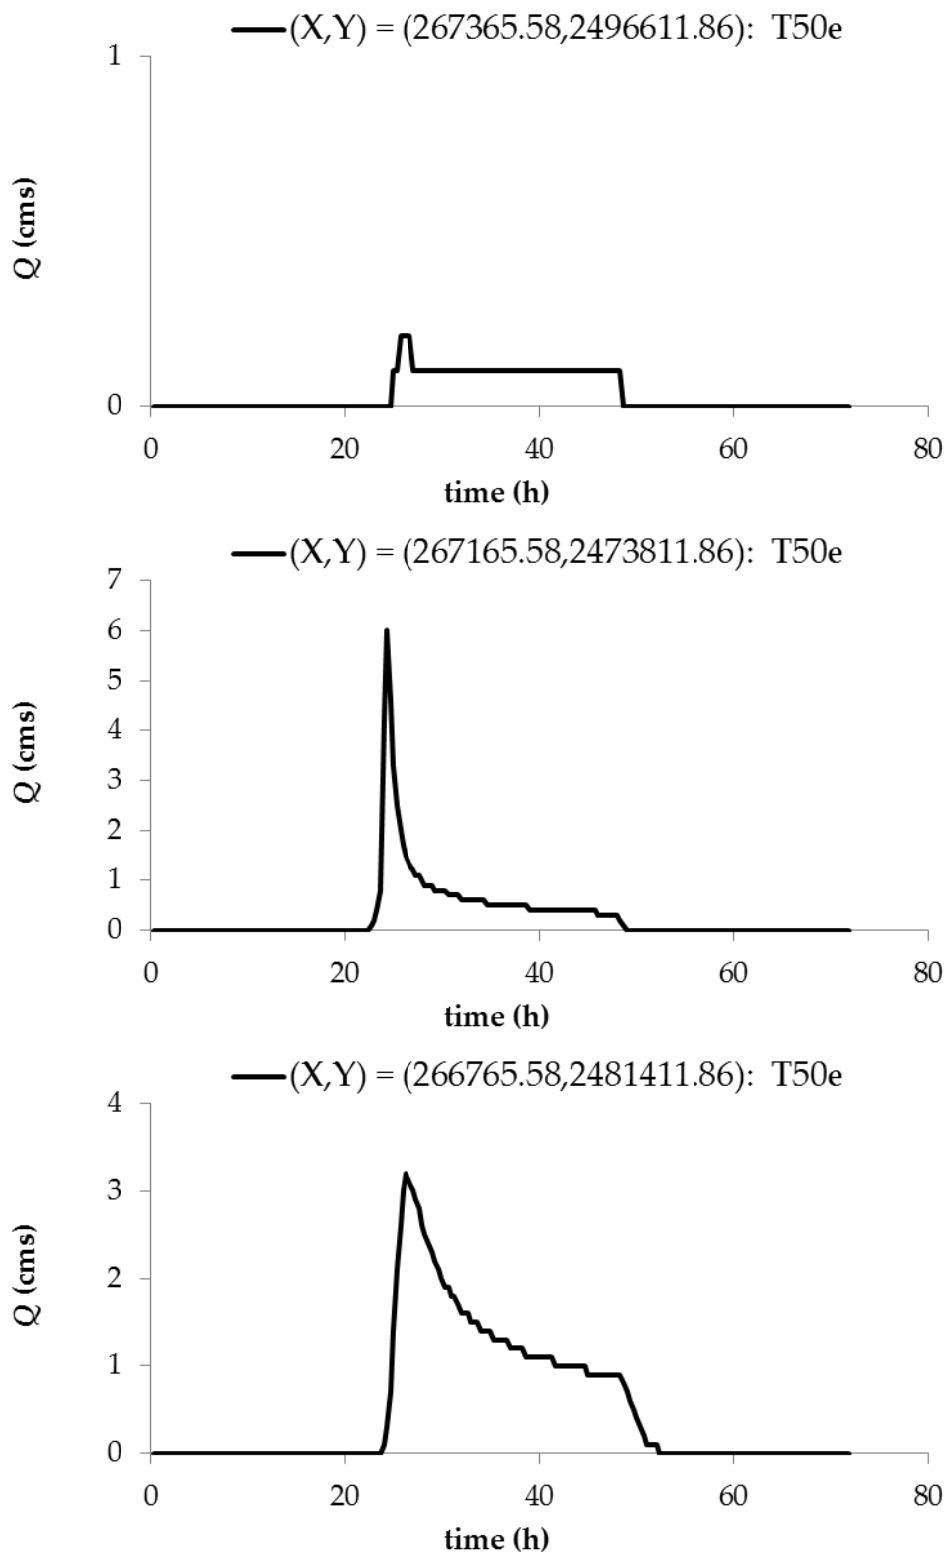 (X,Y) = (267365.58,2496611.86): T50e
1
Q (cms)
0
0 20 40 60 80
time (h)
(X,Y) = (267165.58,2473811.86): T50e
7
6
5
4
Q (cms)
3
2
1
0
0 20 40 60 80
time (h)
(X,Y) = (266765.58,2481411.86): T50e
4
3
Q (cms)
2
1
0
0 20 40 60 80
time (h)